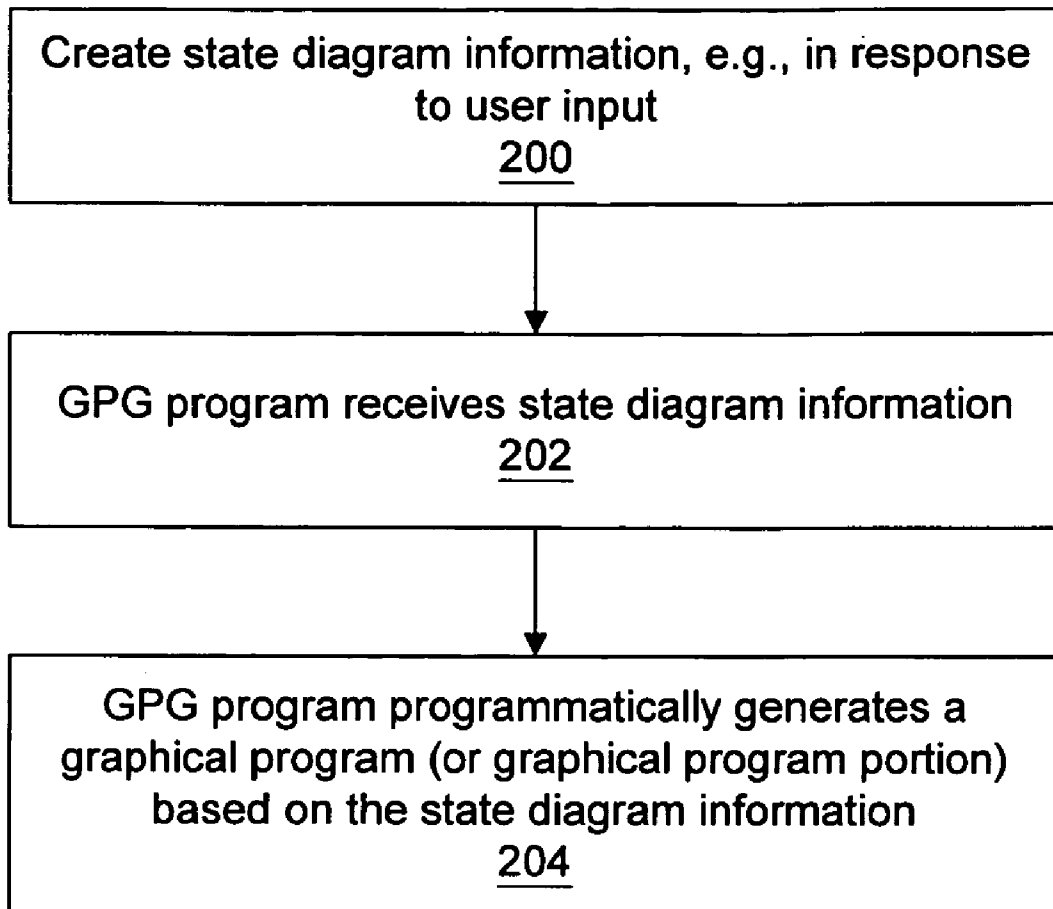 Create state diagram information, e.g., in response
to user input
200
GPG program receives state diagram information
202
GPG program programmatically generates a
graphical program (or graphical program portion)
based on the state diagram information
204